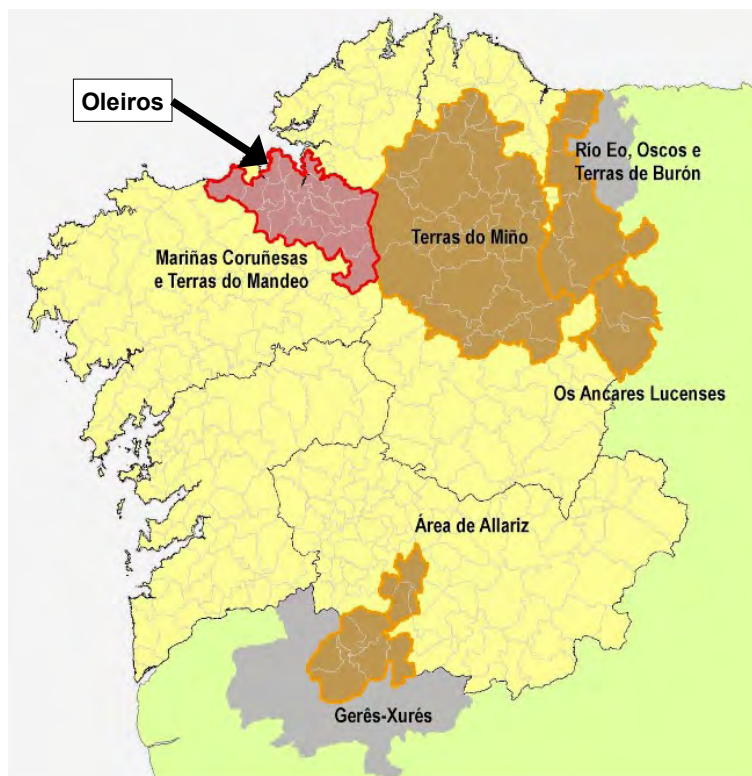 Oleiros
Río Eo, Oscos e
Terras de Burón
Terras do Miño
Mariñas Coruñesas
e Terras do Mandeo
Os Ancares Lucenses
Área de Allariz
Gerês-Xurés